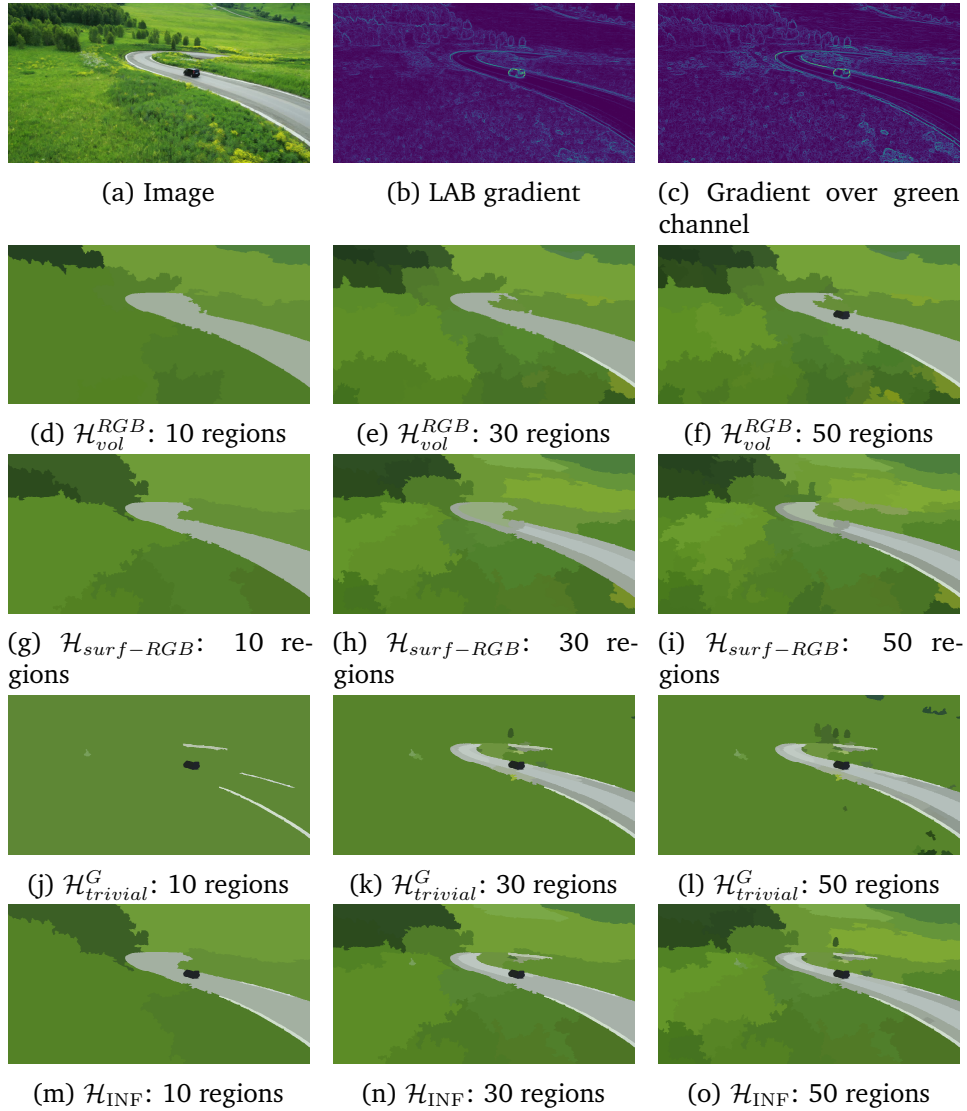 (a) Image
(b) LAB gradient
(c) Gradient over green
channel
(d) $\mathcal{H}_{vol}^{RGB}$: 10 regions
(e) $\mathcal{H}_{vol}^{RGB}$: 30 regions
(f) $\mathcal{H}_{vol}^{RGB}$: 50 regions
(g) $\mathcal{H}_{surf-RGB}$: 10 re-
gions
(h) $\mathcal{H}_{surf-RGB}$: 30 re-
gions
(i) $\mathcal{H}_{surf-RGB}$: 50 re-
gions
(j) $\mathcal{H}_{trivial}^{G}$: 10 regions
(k) $\mathcal{H}_{trivial}^{G}$: 30 regions
(l) $\mathcal{H}_{trivial}^{G}$: 50 regions
(m) $\mathcal{H}_{\mathrm{INF}}$: 10 regions
(n) $\mathcal{H}_{\mathrm{INF}}$: 30 regions
(o) $\mathcal{H}_{\mathrm{INF}}$: 50 regions